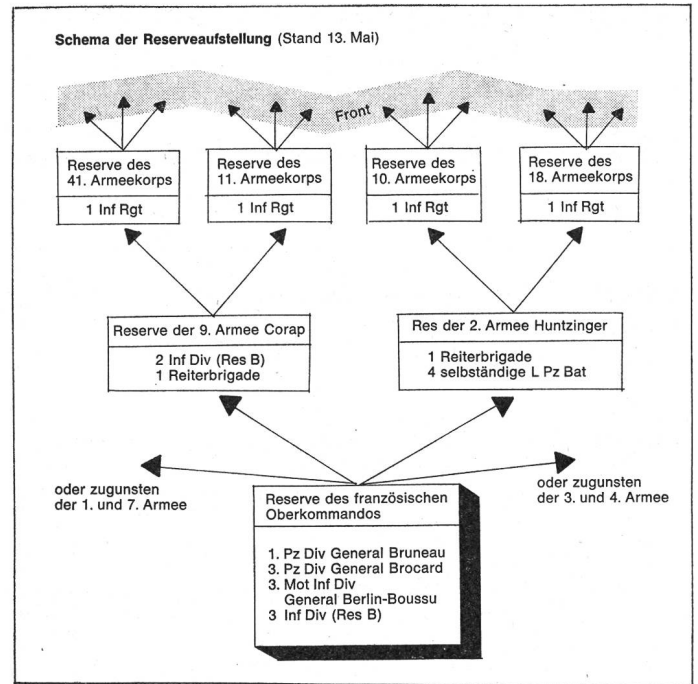 Schema der Reserveaufstellung (Stand 13. Mai)
Front
Reserve des
41. Armeekorps
1 Inf Rgt
Reserve des
11. Armeekorps
1 Inf Rgt
Reserve des
10. Armeekorps
1 Inf Rgt
Reserve des
18. Armeekorps
1 Inf Rgt
Reserve der 9. Armee Corap
2 Inf Div (Res B)
1 Reiterbrigade
Res der 2. Armee Huntzinger
1 Reiterbrigade
4 selbständige L Pz Bat
oder zugunsten
der 1. und 7. Armee
oder zugunsten
der 3. und 4. Armee
Reserve des französischen
Oberkommandos
1. Pz Div General Bruneau
3. Pz Div General Brocard
3. Mot Inf Div
General Berlin-Boussu
3 Inf Div (Res B)